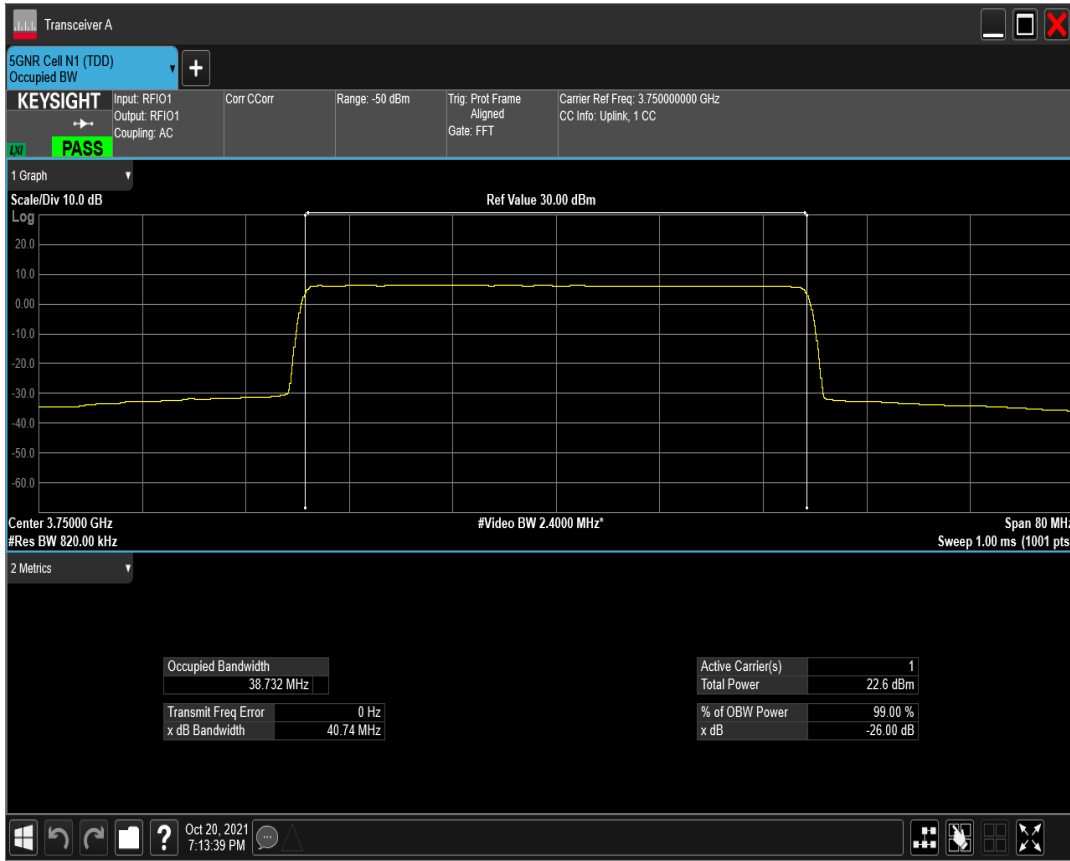 Transceiver A
5GNR Cell N1 (TDD)
Occupied BW
KEYSIGHT
LXI
PASS
Input: RFIO1
Output: RFIO1
Coupling: AC
Corr CCorr
Range: -50 dBm
Trig: Prot Frame
Aligned
Gate: FFT
Carrier Ref Freq: 3.750000000 GHz
CC Info: Uplink, 1 CC
1 Graph
Scale/Div 10.0 dB
Ref Value 30.00 dBm
Log
20.0
10.0
0.00
-10.0
-20.0
-30.0
-40.0
-50.0
-60.0
Center 3.75000 GHz
#Video BW 2.4000 MHz*
Span 80 MHz
#Res BW 820.00 kHz
Sweep 1.00 ms (1001 pts
2 Metrics
Occupied Bandwidth
38.732 MHz
Transmit Freq Error 0 Hz
x dB Bandwidth 40.74 MHz
Active Carrier(s) 1
Total Power 22.6 dBm
% of OBW Power 99.00 %
x dB -26.00 dB
?
Oct 20, 2021
7:13:39 PM